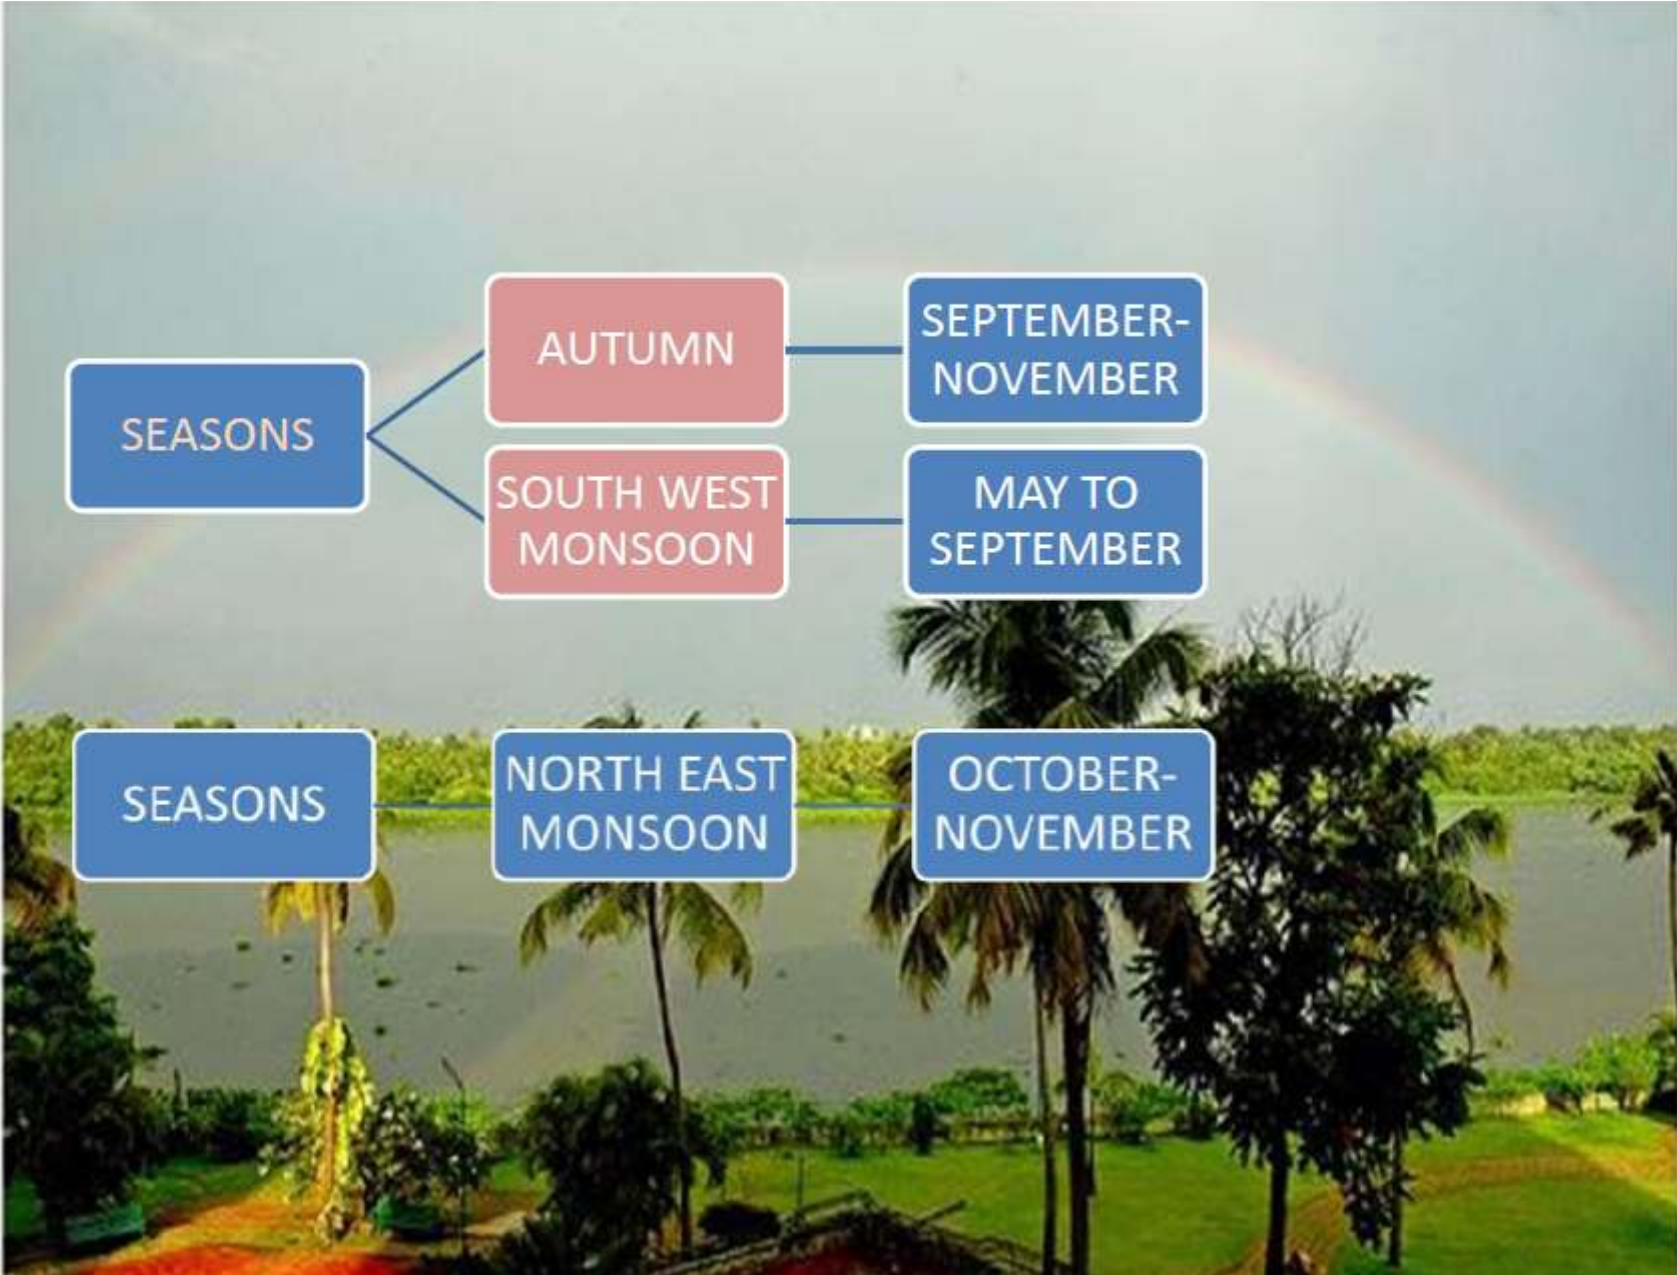 SEASONS
AUTUMN
SEPTEMBER-
NOVEMBER
SOUTH WEST
MONSOON
MAY TO
SEPTEMBER
SEASONS
NORTH EAST
MONSOON
OCTOBER-
NOVEMBER